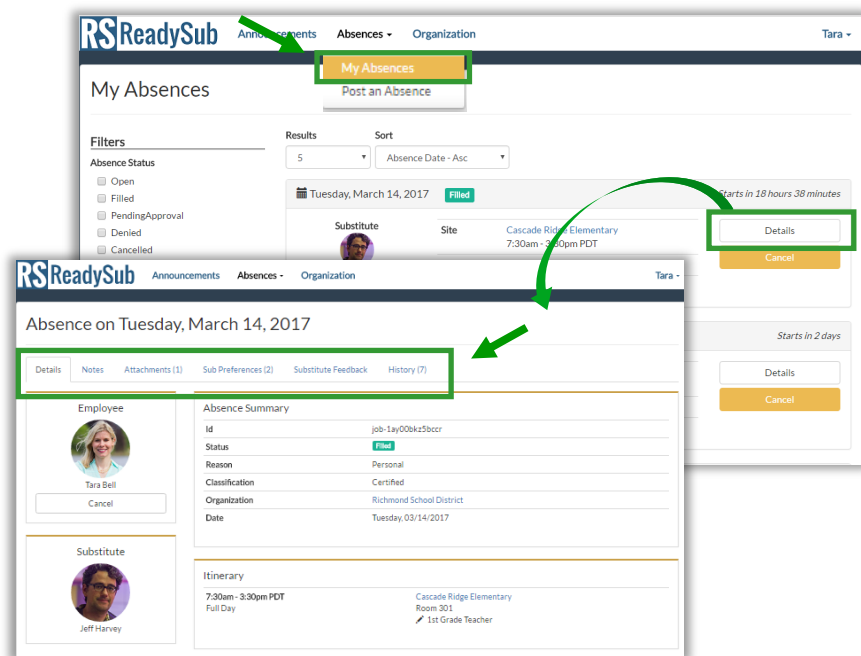 RS ReadySub Announcements Absences Organization Tara
My Absences
Post an Absence
My Absences
Filters
Absence Status
Open
Filled
PendingApproval
Denied
Cancelled
Results Sort
5 Absence Date - Asc
Tuesday, March 14, 2017 Filled Starts in 18 hours 38 minutes
Substitute Site Cascade Ridge Elementary
7:30am - 3:30pm PDT
Details
Cancel
Starts in 2 days
Details
Cancel
RS ReadySub Announcements Absences Organization Tara
Absence on Tuesday, March 14, 2017
Details Notes Attachments (1) Sub Preferences (2) Substitute Feedback History (7)
Employee
Tara Bell
Cancel
Substitute
Jeff Harvey
Absence Summary
Id job-1ay00bkz5bccr
Status Filled
Reason Personal
Classification Certified
Organization Richmond School District
Date Tuesday, 03/14/2017
Itinerary
7:30am - 3:30pm PDT Cascade Ridge Elementary
Full Day Room 301
1st Grade Teacher